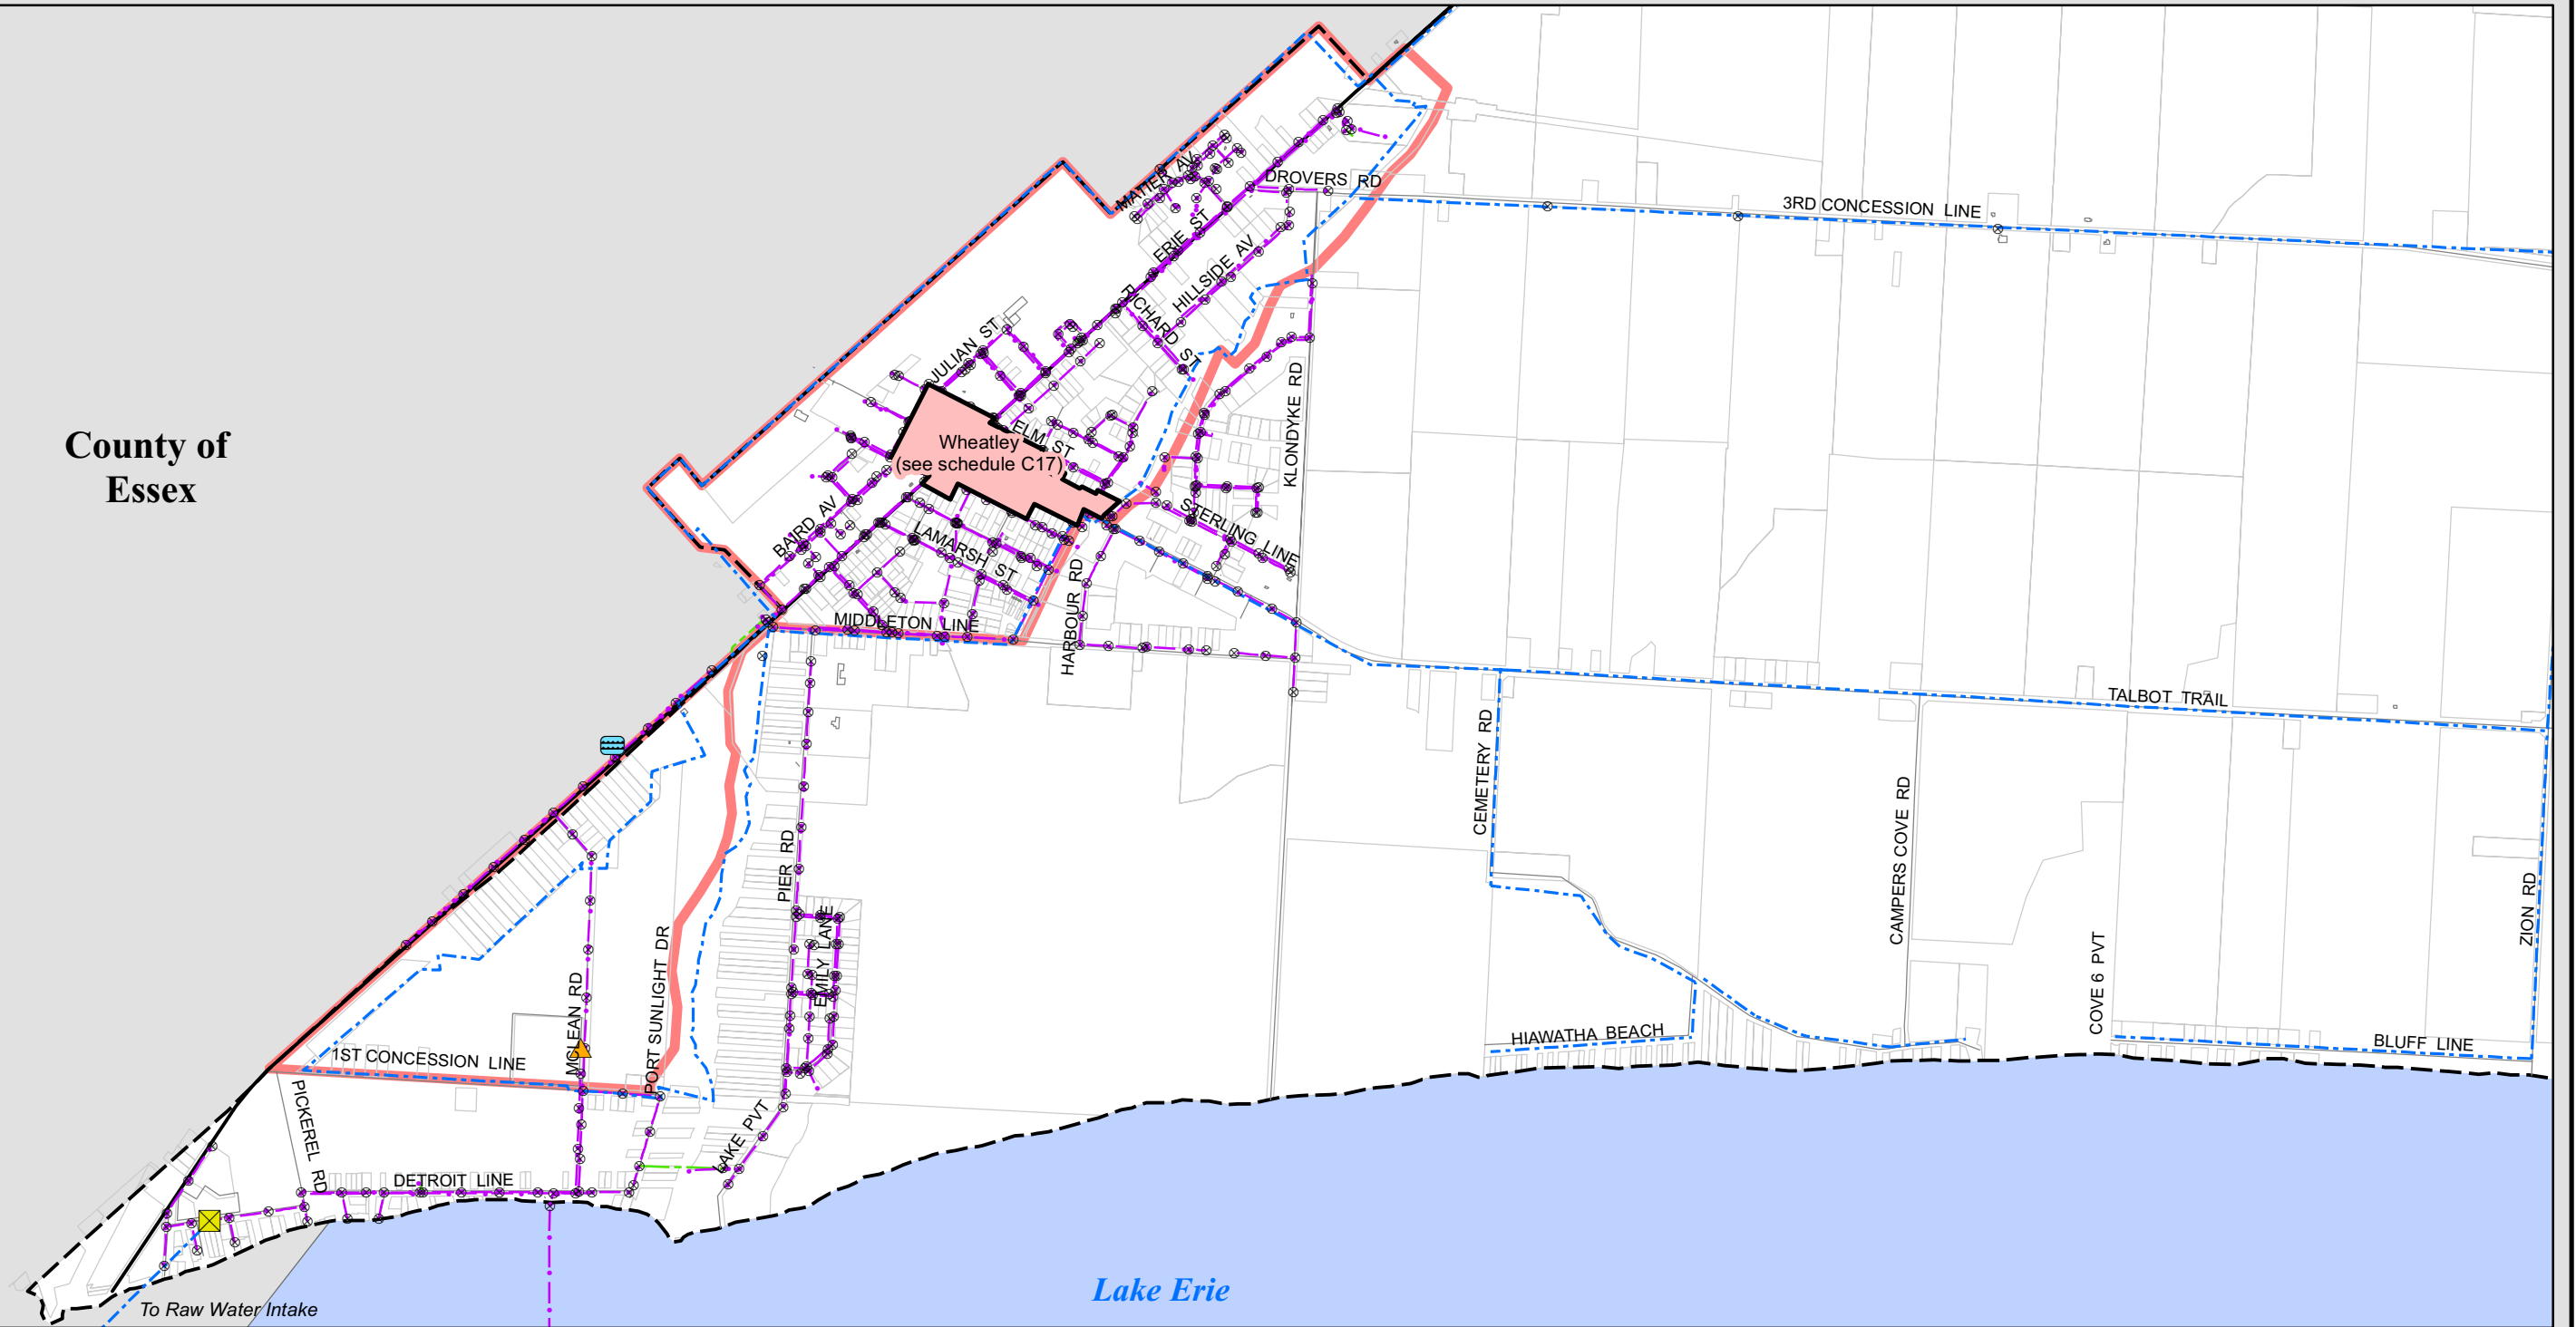 MATIER AV
DROVERS RD
3RD CONCESSION LINE
ERIE ST
HILLSIDE AV
RICHARD ST
JULIAN ST
KLONDYKE RD
County of
Essex
ELM ST
Wheatley
(see schedule C17)
BAIRD AV
LAMARSH ST
STERLING LINE
MIDDLETON LINE
HARBOUR RD
TALBOT TRAIL
CEMETERY RD
CAMPERS COVE RD
PIER RD
EMILY LANE
ZION RD
PORT SUNLIGHT DR
MCLEAN RD
COVE 6 PVT
HIAWATHA BEACH
BLUFF LINE
1ST CONCESSION LINE
PICKEREL RD
LAKE PVT
DETROIT LINE
Lake Erie
To Raw Water Intake